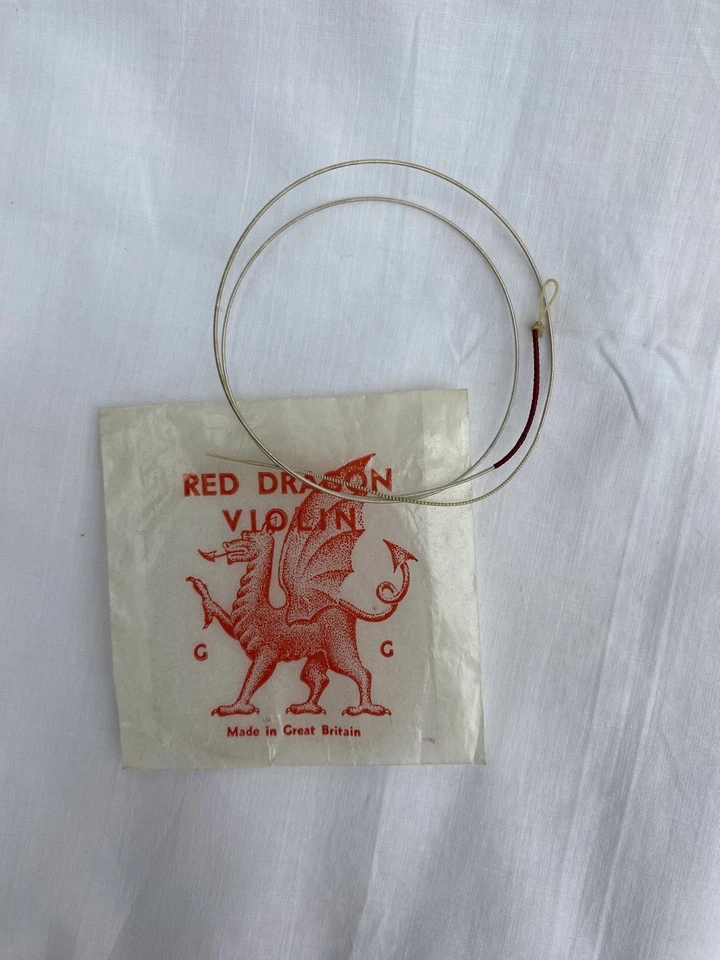 RED DRAGON
VIOLIN
G G
Made in Great Britain